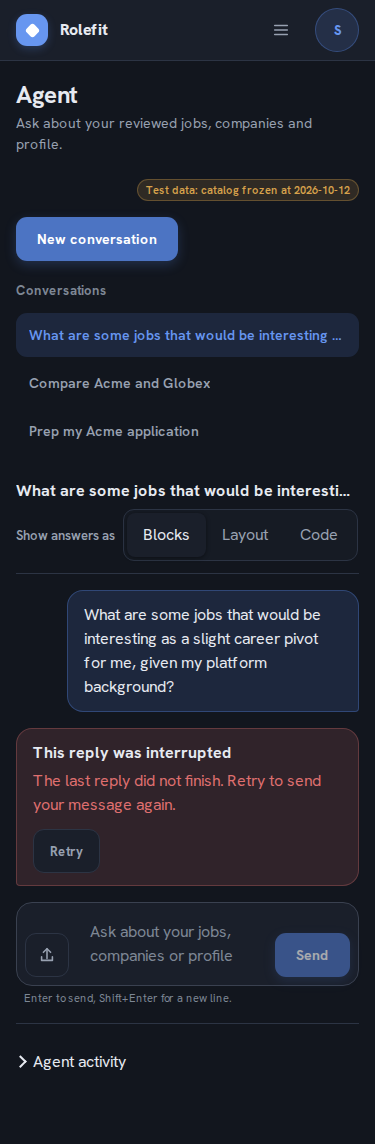 Rolefit
S
Agent
Ask about your reviewed jobs, companies and
profile.
Test data: catalog frozen at 2026-10-12
New conversation
Conversations
What are some jobs that would be interesting ...
Compare Acme and Globex
Prep my Acme application
What are some jobs that would be interesti...
Show answers as
Blocks
Layout
Code
What are some jobs that would be
interesting as a slight career pivot
for me, given my platform
background?
This reply was interrupted
The last reply did not finish. Retry to send
your message again.
Retry
Ask about your jobs,
companies or profile
Send
Enter to send, Shift+Enter for a new line.
Agent activity